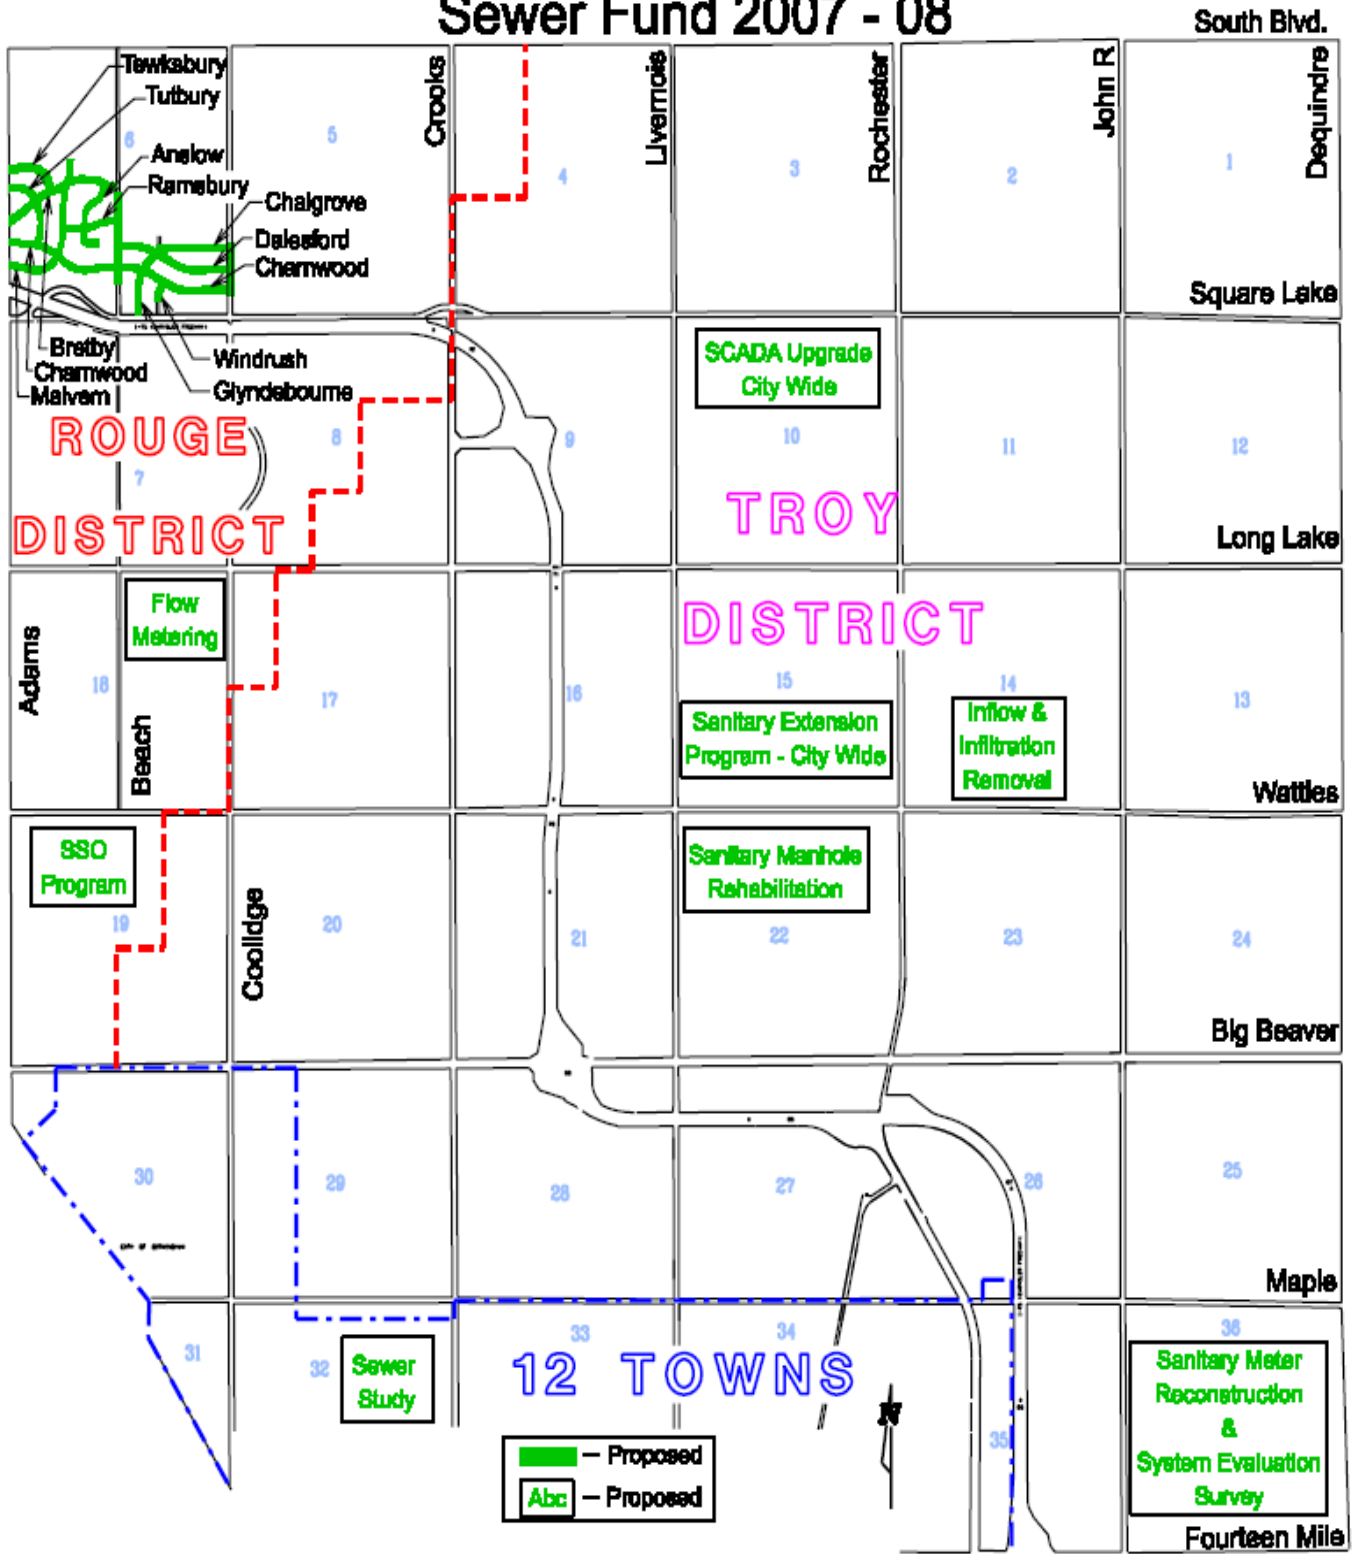 Sewer Fund 2007 - 08
South Blvd.
Tewksbury
Tutbury
Anslow
Ramsbury
Chalgrove
Dalesford
Charnwood
Crooks
Livernois
Rochester
John R
Dequindre
6
5
4
3
2
1
Square Lake
Bretby
Charnwood
Malvern
Windrush
Glyndebourne
SCADA Upgrade
City Wide
ROUGE
DISTRICT
7
8
9
10
11
12
TROY
DISTRICT
Long Lake
Flow
Metering
Adams
Beach
18
17
16
15
14
13
Sanitary Extension
Program - City Wide
Inflow &
Infiltration
Removal
Wattles
SSO
Program
Sanitary Manhole
Rehabilitation
Coolidge
19
20
21
22
23
24
Big Beaver
30
29
28
27
26
25
Maple
31
32
33
34
35
36
Sewer
Study
12 TOWNS
N
Sanitary Meter
Reconstruction
&
System Evaluation
Survey
– Proposed
Abc – Proposed
Fourteen Mile